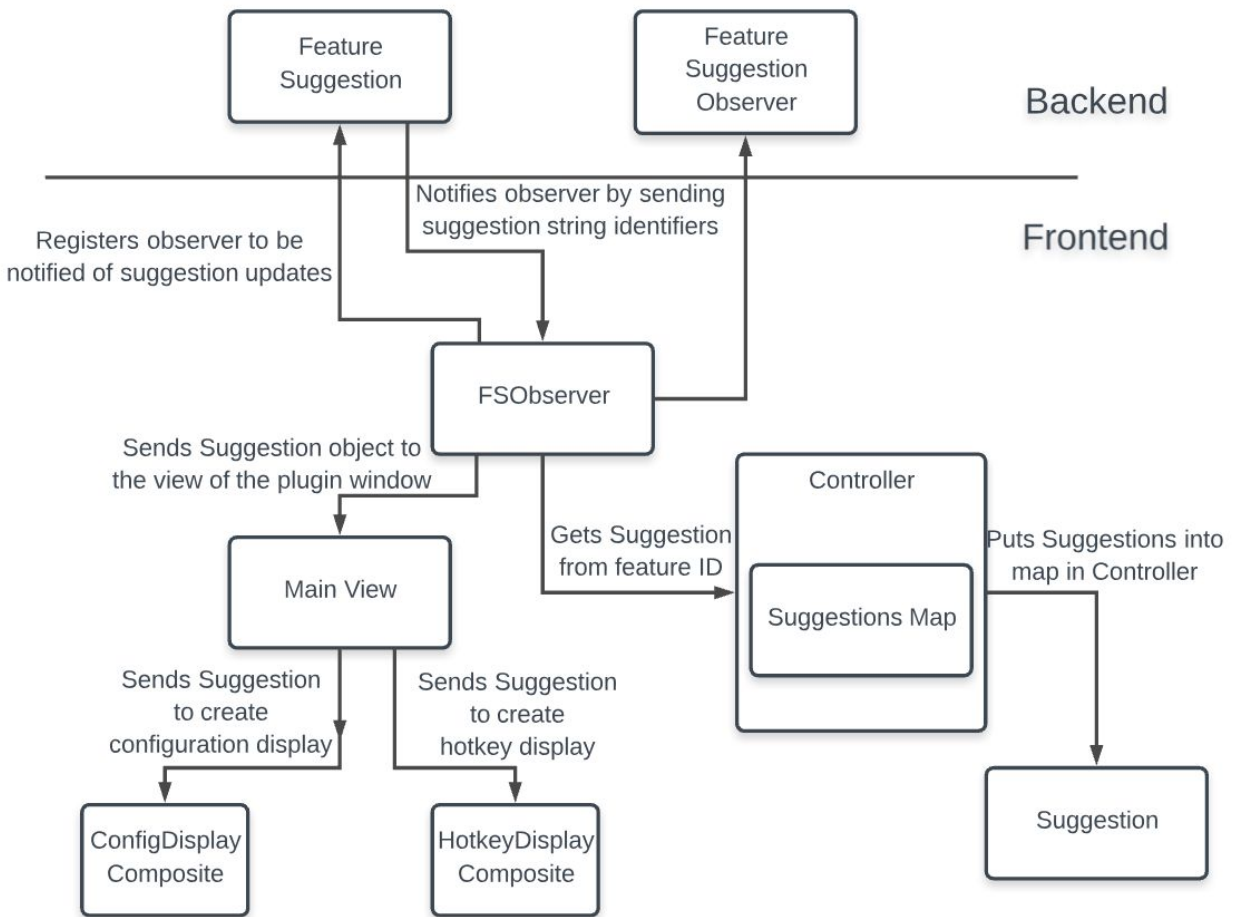 Feature
Suggestion
Feature
Suggestion
Observer
Backend
Notifies observer by sending
suggestion string identifiers
Registers observer to be
notified of suggestion updates
Frontend
FSObserver
Sends Suggestion object to
the view of the plugin window
Controller
Gets Suggestion
from feature ID
Puts Suggestions into
map in Controller
Main View
Suggestions Map
Sends Suggestion
to create
configuration display
Sends Suggestion
to create
hotkey display
ConfigDisplay
Composite
HotkeyDisplay
Composite
Suggestion